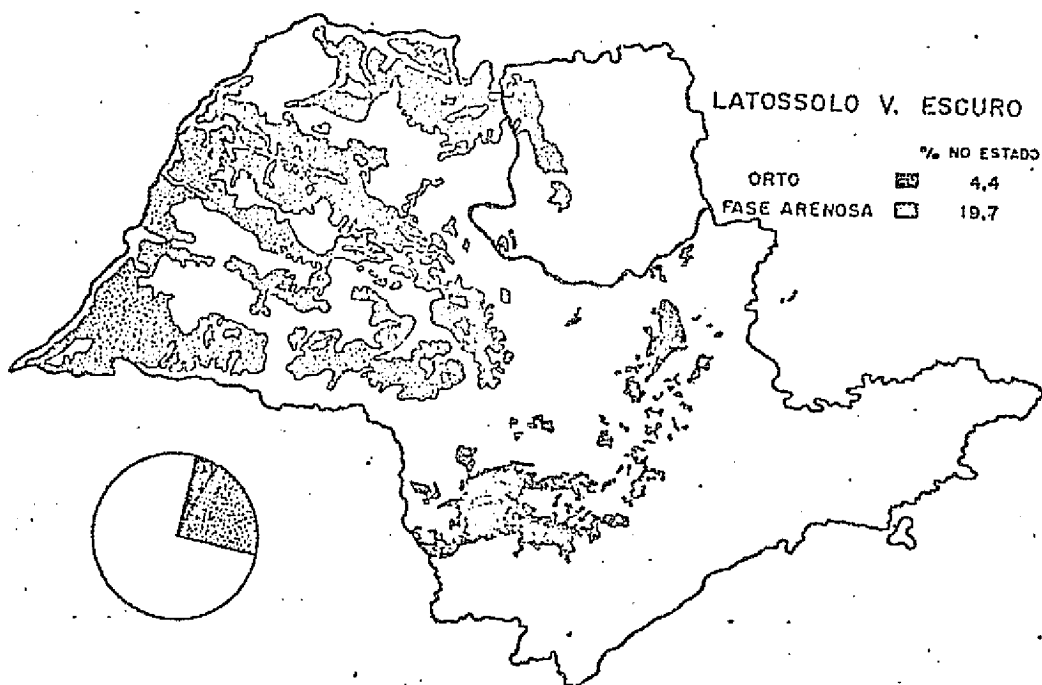 LATOSSOLO V. ESCURO
% NO ESTADO
ORTO 4.4
FASE ARENOSA 19.7